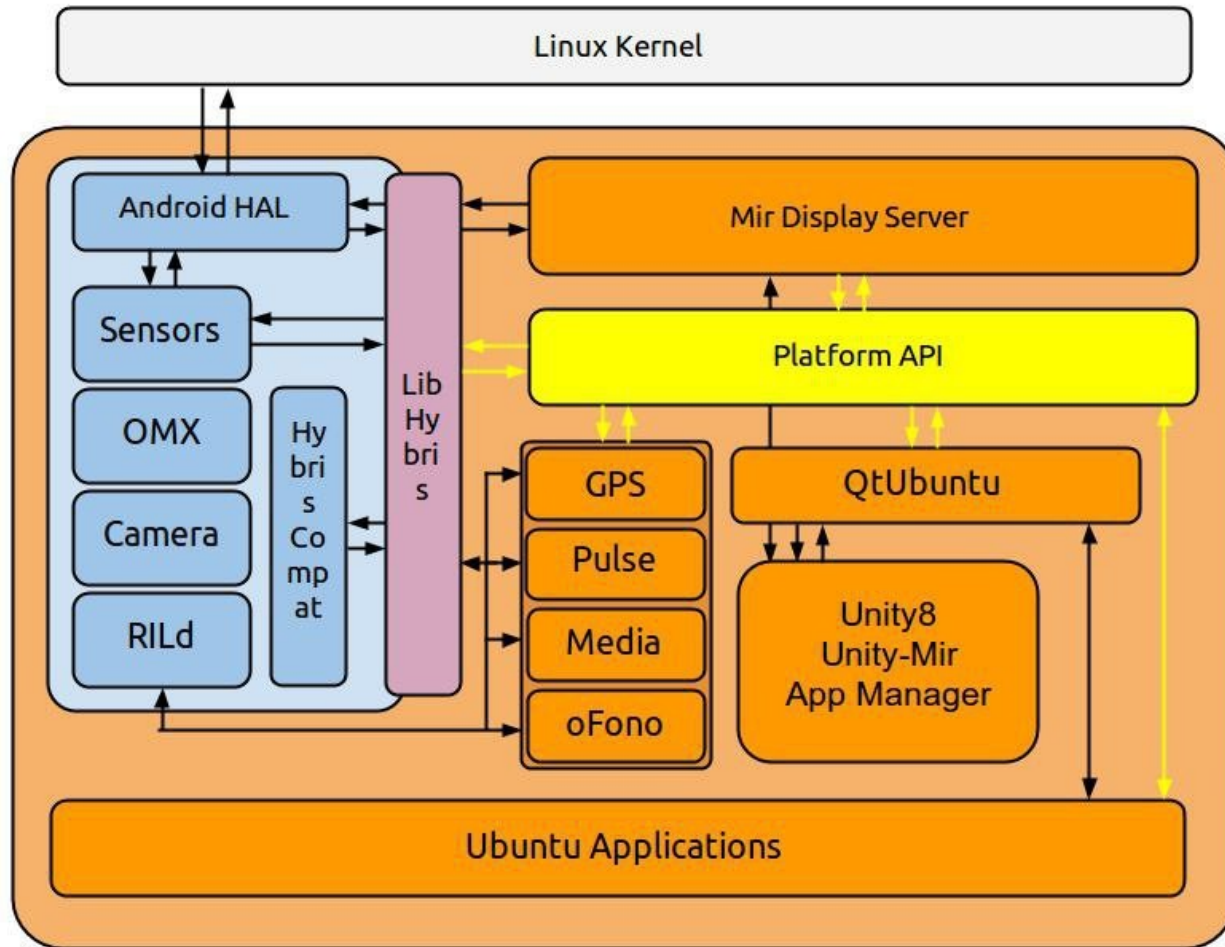 Linux Kernel
Android HAL
Mir Display Server
Sensors
Platform API
Lib
Hy
bri
s
OMX
Hy
bri
s
Co
mp
at
GPS
QtUbuntu
Camera
Pulse
RILd
Media
oFono
Unity8
Unity-Mir
App Manager
Ubuntu Applications